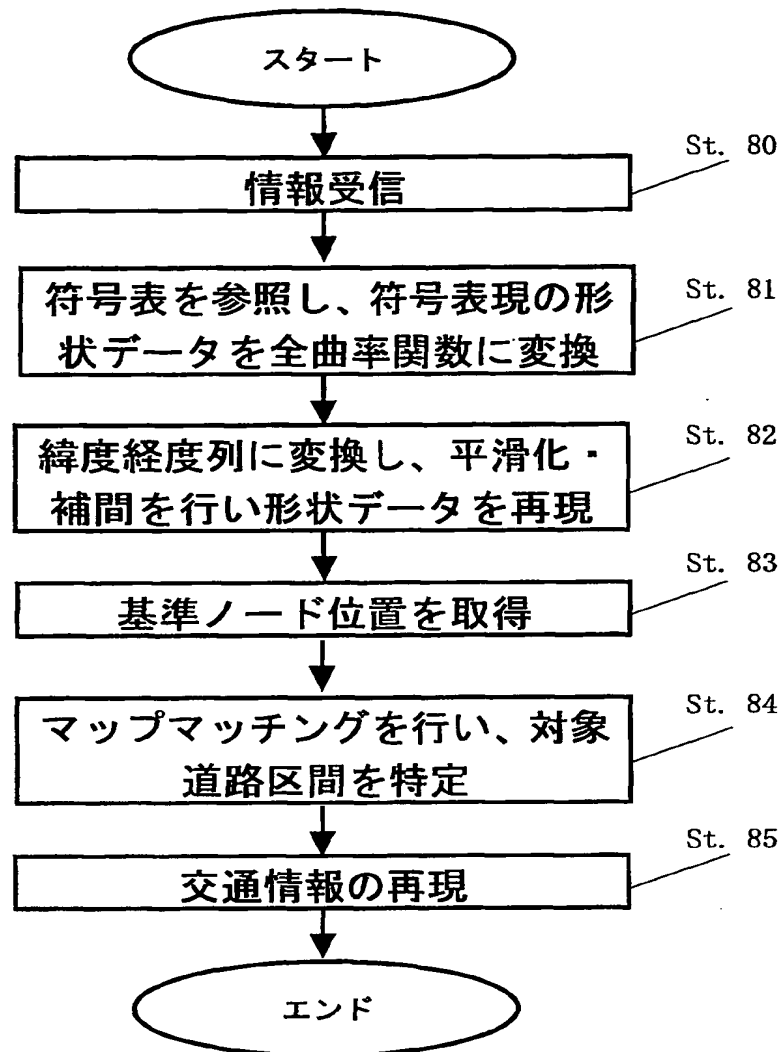 スタート
St. 80
情報受信
St. 81
符号表を参照し、符号表現の形
状データを全曲率関数に変換
St. 82
緯度経度列に変換し、平滑化・
補間を行い形状データを再現
St. 83
基準ノード位置を取得
St. 84
マップマッチングを行い、対象
道路区間を特定
St. 85
交通情報の再現
エンド